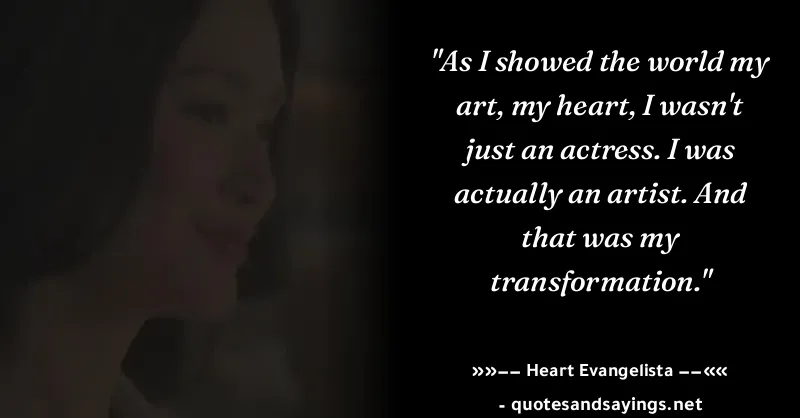 "As I showed the world my
art, my heart, I wasn't
just an actress. I was
actually an artist. And
that was my
transformation."
»»–– Heart Evangelista ––««
- quotesandsayings.net